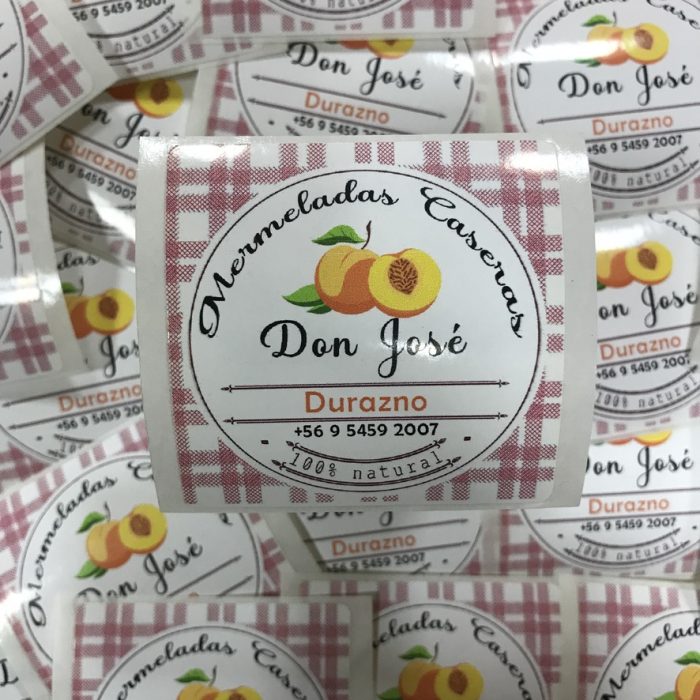 Mermeladas Caseras
Don José
Durazno
+56 9 5459 2007
100% natural